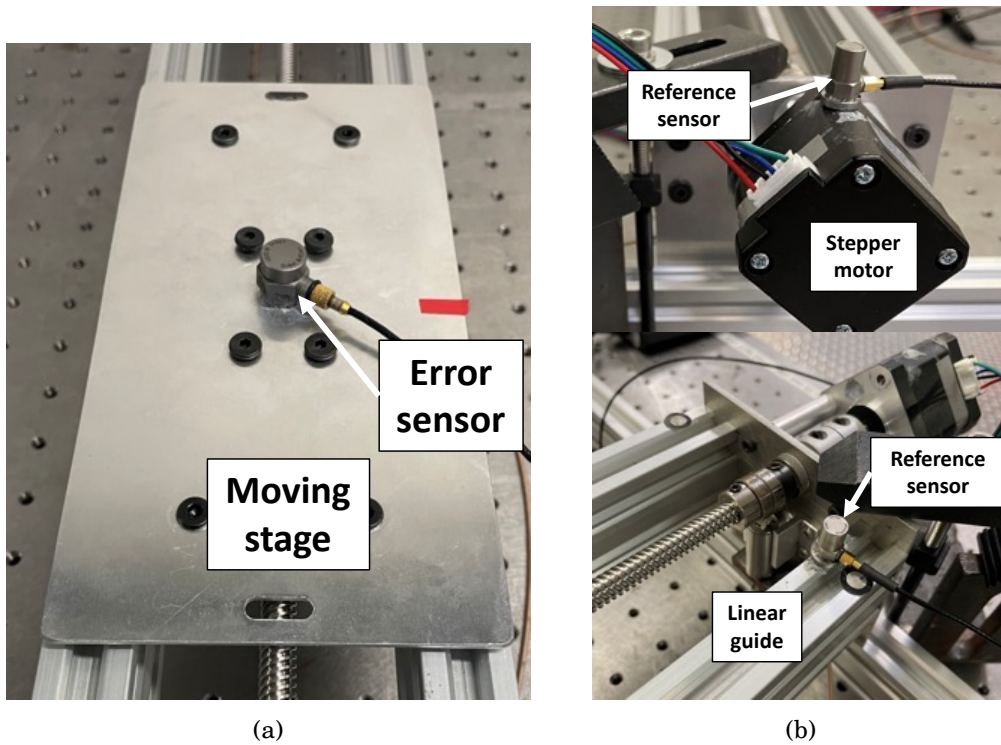 Error
sensor
Moving
stage
(a)
Reference
sensor
Stepper
motor
Reference
sensor
Linear
guide
(b)